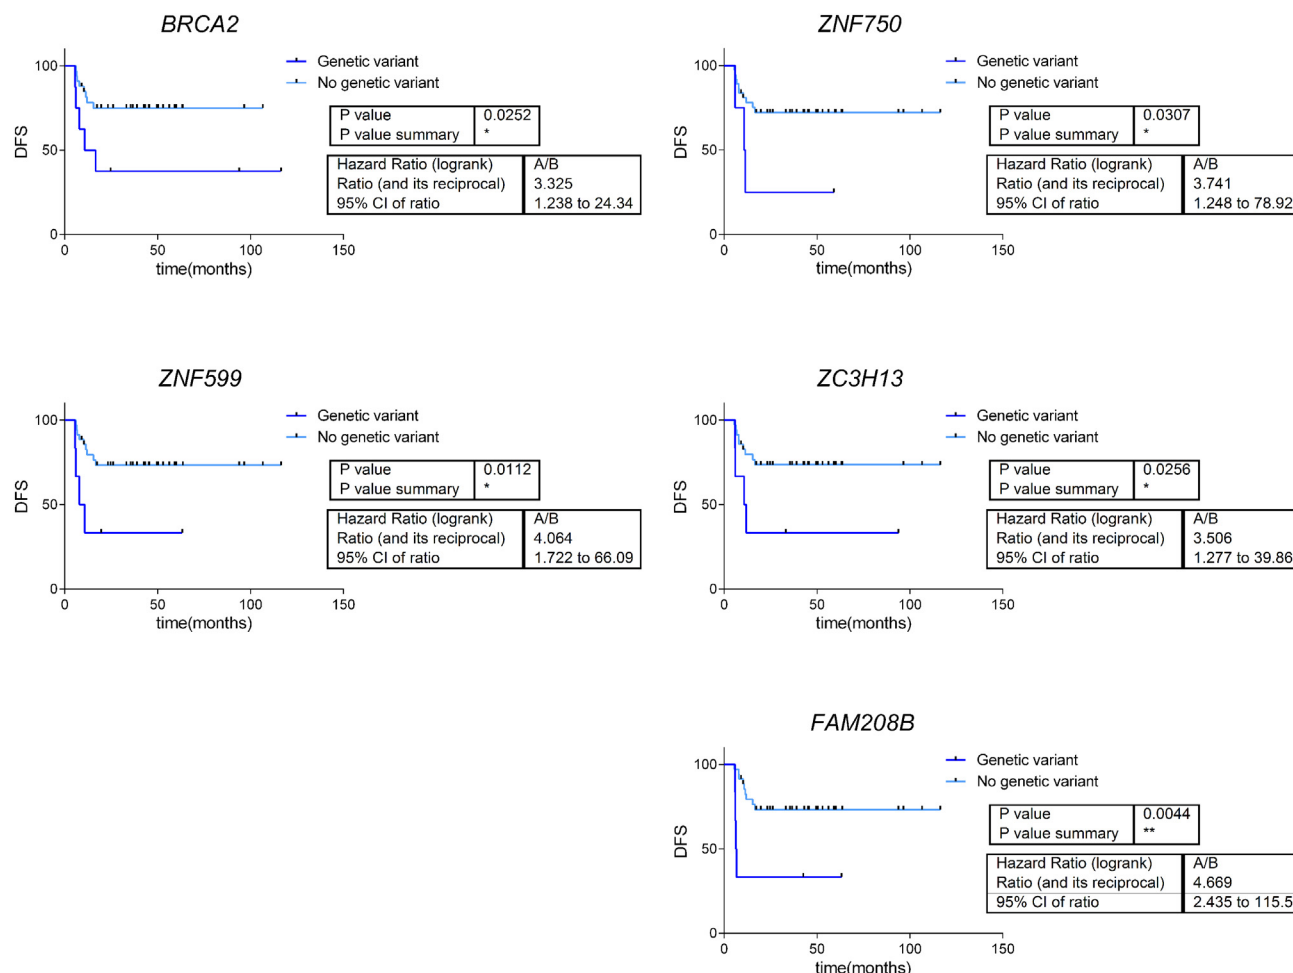 BRCA2
Genetic variant
No genetic variant
P value 0.0252
P value summary *
Hazard Ratio (logrank) A/B
Ratio (and its reciprocal) 3.325
95% CI of ratio 1.238 to 24.34
DFS
100
50
0
0 50 100 150
time(months)
ZNF750
Genetic variant
No genetic variant
P value 0.0307
P value summary *
Hazard Ratio (logrank) A/B
Ratio (and its reciprocal) 3.741
95% CI of ratio 1.248 to 78.92
DFS
100
50
0
0 50 100 150
time(months)
ZNF599
Genetic variant
No genetic variant
P value 0.0112
P value summary *
Hazard Ratio (logrank) A/B
Ratio (and its reciprocal) 4.064
95% CI of ratio 1.722 to 66.09
DFS
100
50
0
0 50 100 150
time(months)
ZC3H13
Genetic variant
No genetic variant
P value 0.0256
P value summary *
Hazard Ratio (logrank) A/B
Ratio (and its reciprocal) 3.506
95% CI of ratio 1.277 to 39.86
DFS
100
50
0
0 50 100 150
time(months)
FAM208B
Genetic variant
No genetic variant
P value 0.0044
P value summary **
Hazard Ratio (logrank) A/B
Ratio (and its reciprocal) 4.669
95% CI of ratio 2.435 to 115.5
DFS
100
50
0
0 50 100 150
time(months)